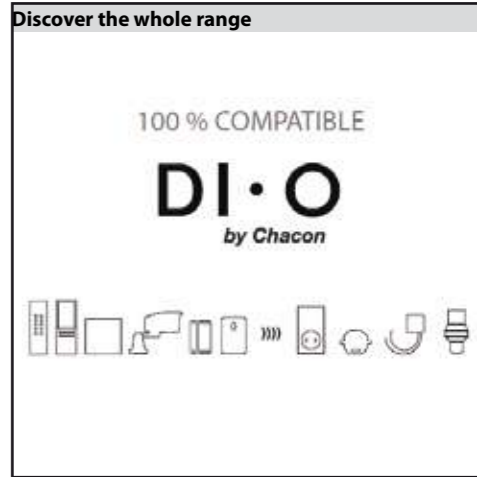 Discover the whole range
100 % COMPATIBLE
DI·O
by Chacon